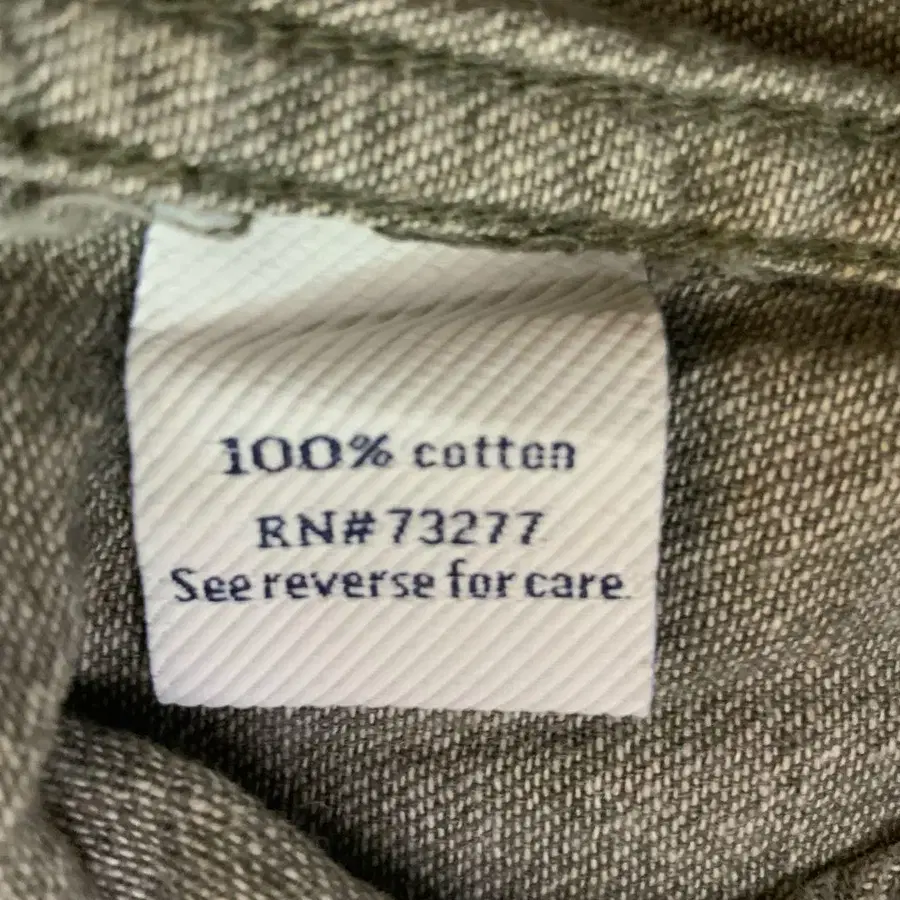 100% cotton
RN# 73277
See reverse for care